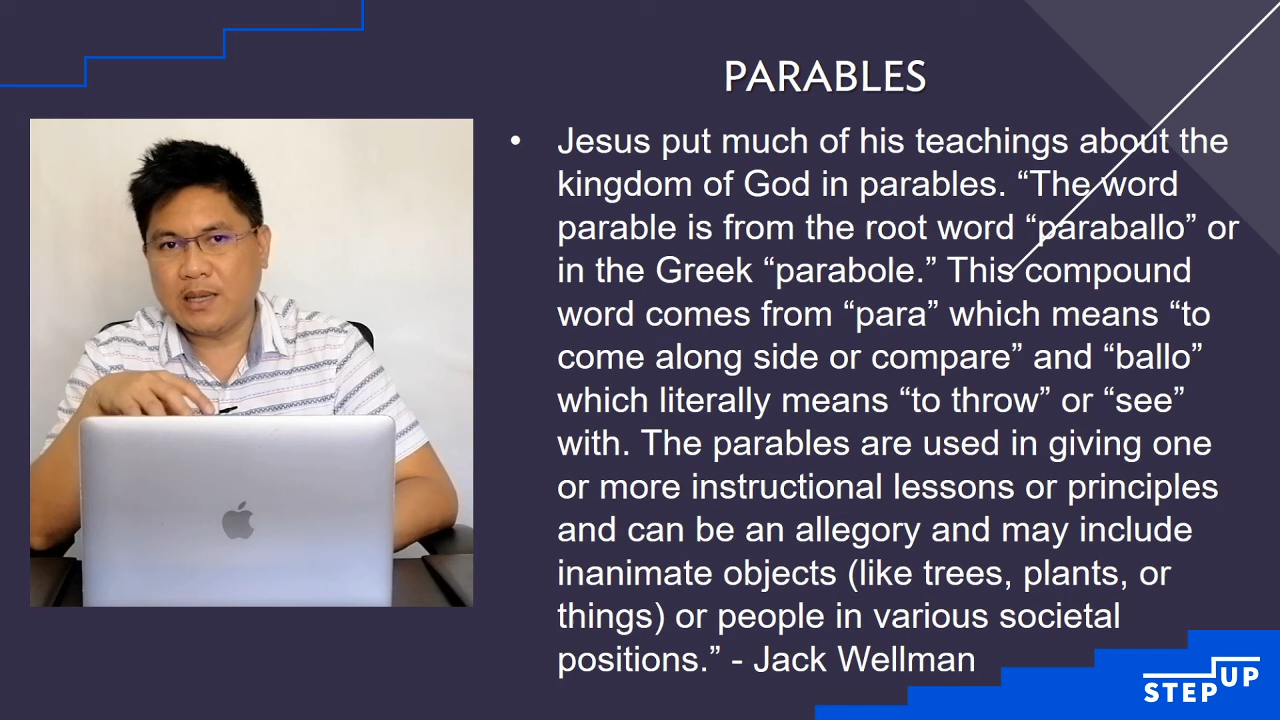 PARABLES
• Jesus put much of his teachings about the
kingdom of God in parables. “The word
parable is from the root word “paraballo” or
in the Greek “parabole.” This compound
word comes from “para” which means “to
come along side or compare” and “ballo”
which literally means “to throw” or “see”
with. The parables are used in giving one
or more instructional lessons or principles
and can be an allegory and may include
inanimate objects (like trees, plants, or
things) or people in various societal
positions.” - Jack Wellman
STEPUP